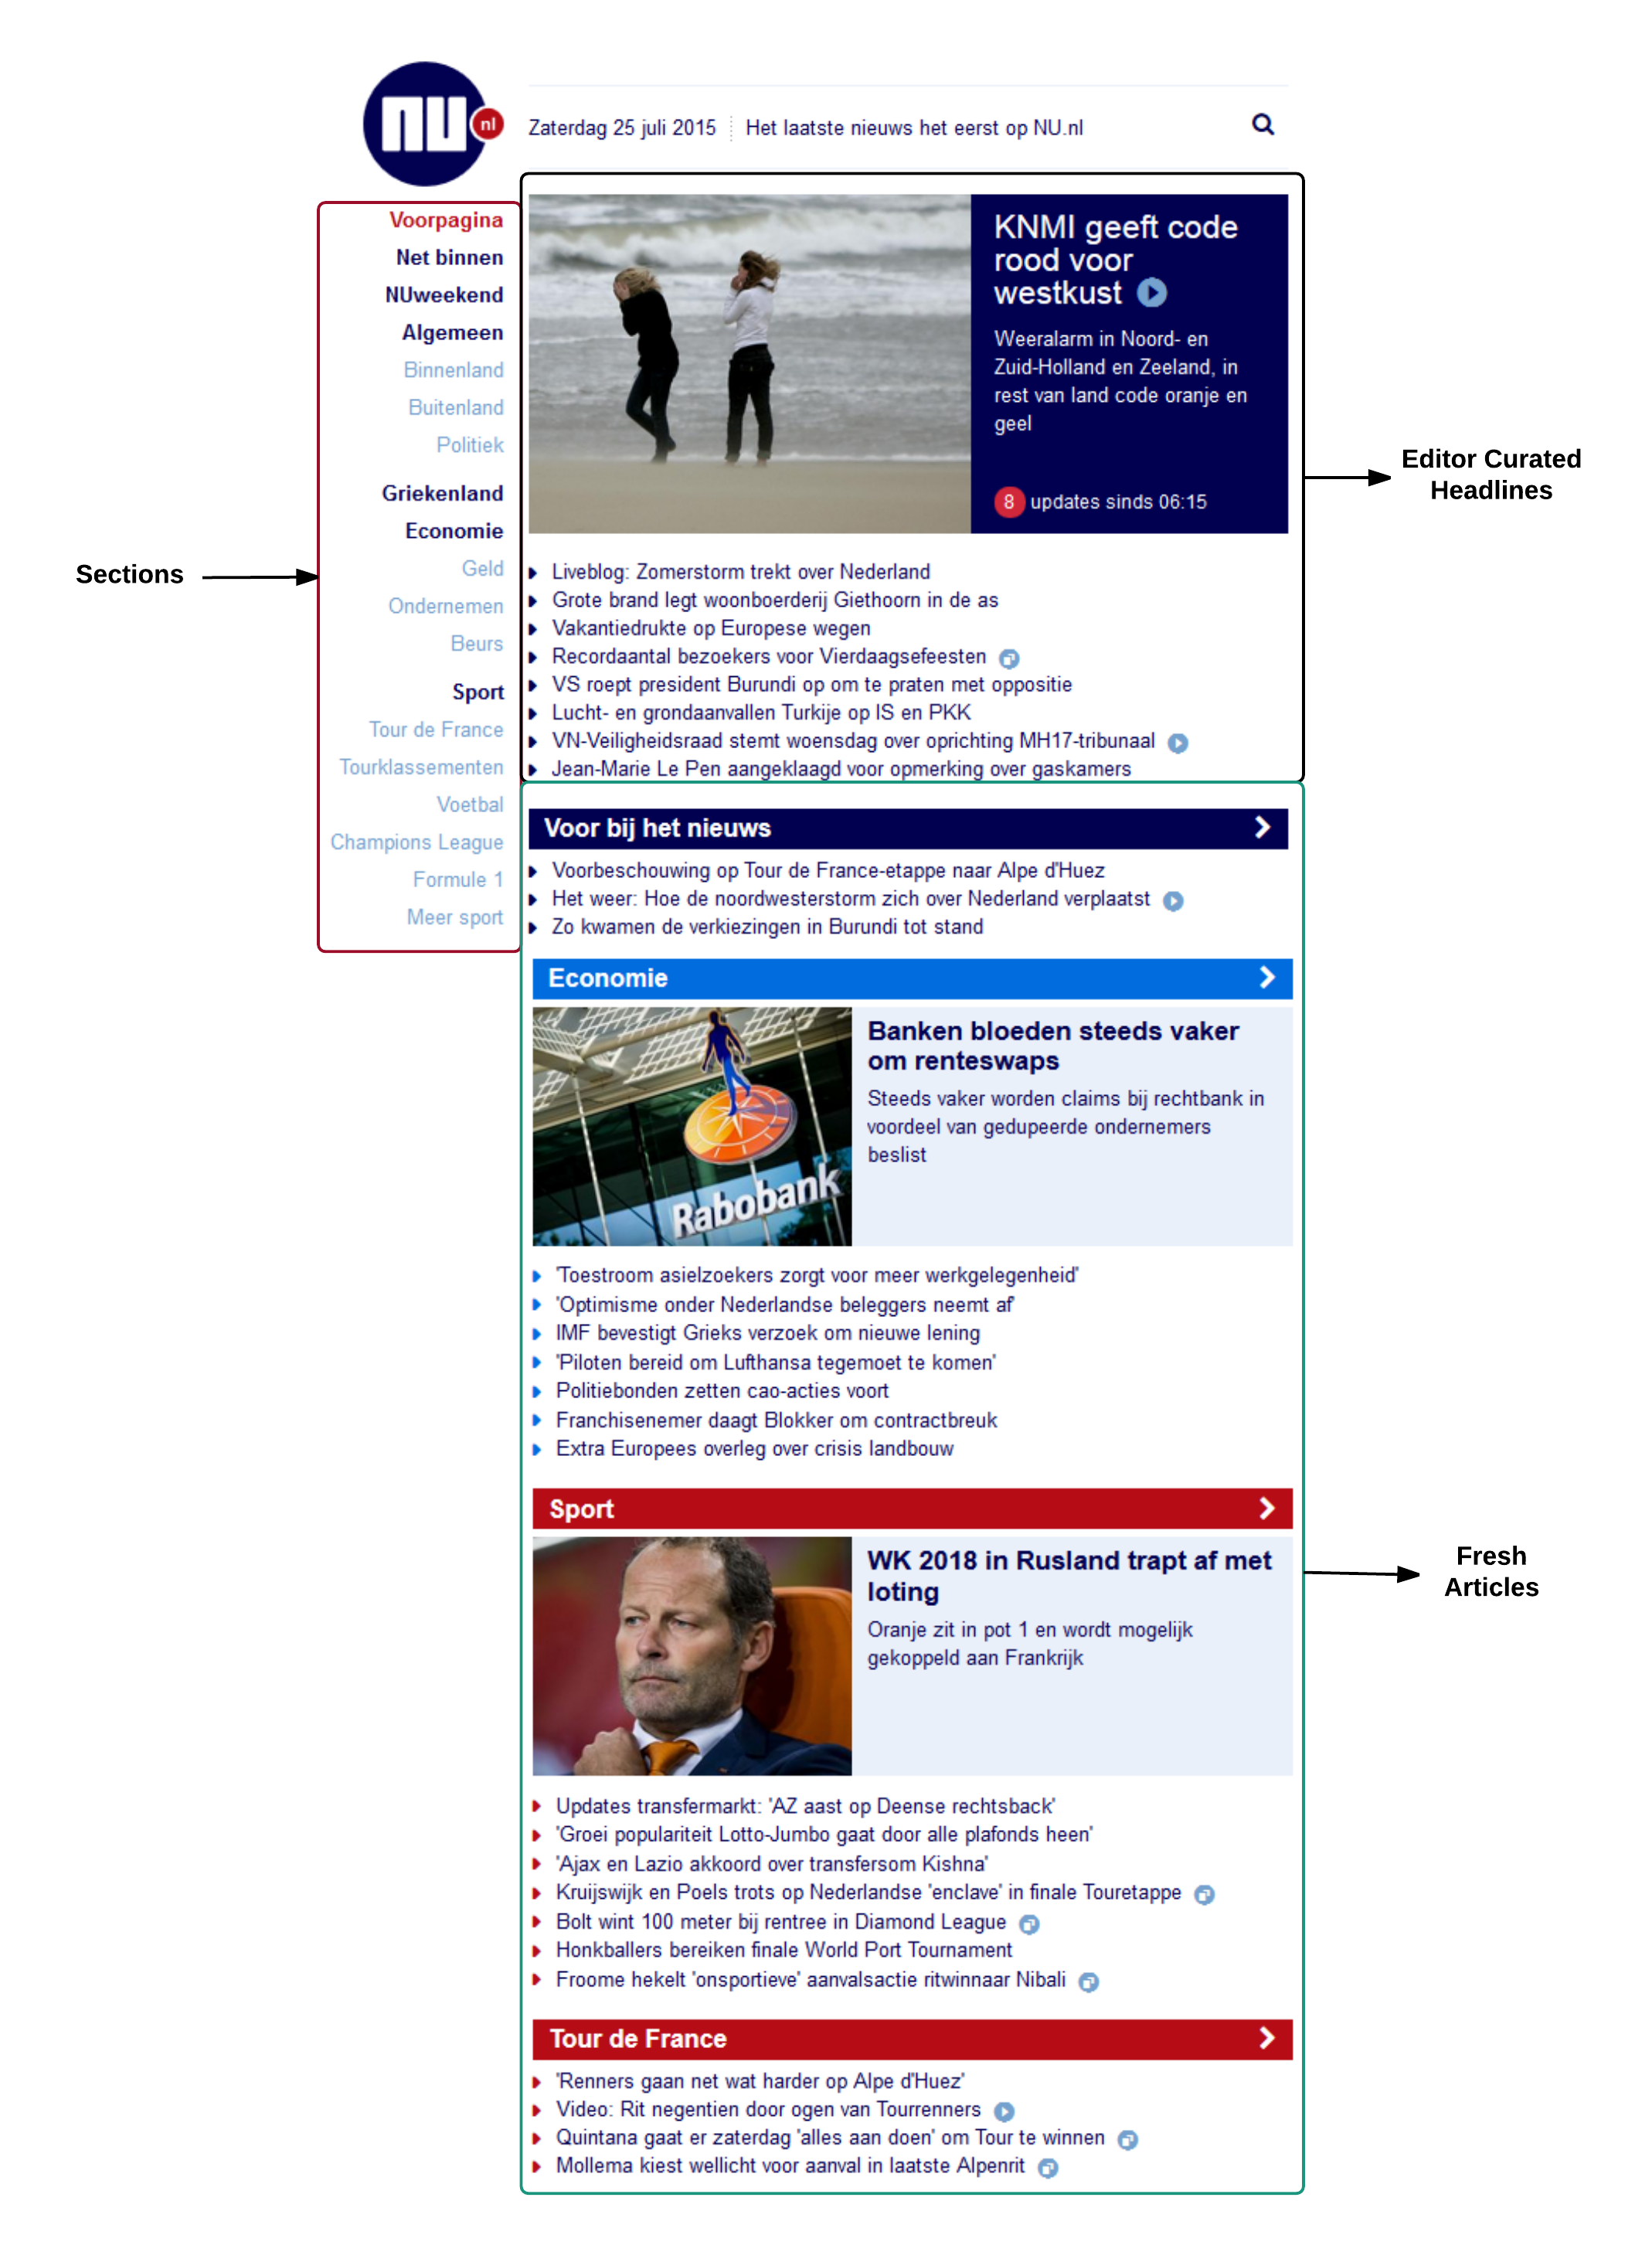 nu nl
Zaterdag 25 juli 2015 Het laatste nieuws het eerst op NU.nl
Voorpagina
Net binnen
NUweekend
Algemeen
Binnenland
Buitenland
Politiek
Griekenland
Economie
Geld
Ondernemen
Beurs
Sport
Tour de France
Tourklassementen
Voetbal
Champions League
Formule 1
Meer sport
Sections
KNMI geeft code
rood voor
westkust
Weeralarm in Noord- en
Zuid-Holland en Zeeland, in
rest van land code oranje en
geel
8 updates sinds 06:15
Editor Curated
Headlines
Liveblog: Zomerstorm trekt over Nederland
Grote brand legt woonboerderij Giethoorn in de as
Vakantiedrukte op Europese wegen
Recordaantal bezoekers voor Vierdaagsefeesten
VS roept president Burundi op om te praten met oppositie
Lucht- en grondaanvallen Turkije op IS en PKK
VN-Veiligheidsraad stemt woensdag over oprichting MH17-tribunaal
Jean-Marie Le Pen aangeklaagd voor opmerking over gaskamers
Voor bij het nieuws
Voorbeschouwing op Tour de France-etappe naar Alpe d'Huez
Het weer: Hoe de noordwesterstorm zich over Nederland verplaatst
Zo kwamen de verkiezingen in Burundi tot stand
Economie
Rabobank
Banken bloeden steeds vaker
om renteswaps
Steeds vaker worden claims bij rechtbank in
voordeel van gedupeerde ondernemers
beslist
'Toestroom asielzoekers zorgt voor meer werkgelegenheid'
'Optimisme onder Nederlandse beleggers neemt af'
IMF bevestigt Grieks verzoek om nieuwe lening
'Piloten bereid om Lufthansa tegemoet te komen'
Politiebonden zetten cao-acties voort
Franchisenemer daagt Blokker om contractbreuk
Extra Europees overleg over crisis landbouw
Sport
WK 2018 in Rusland trapt af met
loting
Oranje zit in pot 1 en wordt mogelijk
gekoppeld aan Frankrijk
Fresh
Articles
Updates transfermarkt: 'AZ aast op Deense rechtsback'
'Groei populariteit Lotto-Jumbo gaat door alle plafonds heen'
'Ajax en Lazio akkoord over transfersom Kishna'
Kruijswijk en Poels trots op Nederlandse 'enclave' in finale Touretappe
Bolt wint 100 meter bij rentree in Diamond League
Honkballers bereiken finale World Port Tournament
Froome hekelt 'onsportieve' aanvalsactie ritwinnaar Nibali
Tour de France
'Renners gaan net wat harder op Alpe d'Huez'
Video: Rit negentien door ogen van Tourrenners
Quintana gaat er zaterdag 'alles aan doen' om Tour te winnen
Mollema kiest wellicht voor aanval in laatste Alpenrit